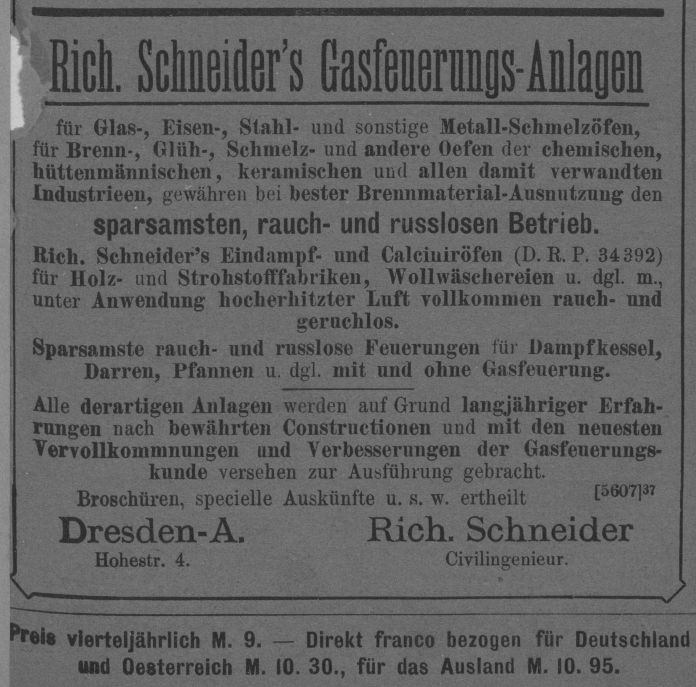 Rich. Schneider's Gasfeuerungs-Anlagen
für Glas-, Eisen-, Stahl- und sonstige Metall-Schmelzöfen,
für Brenn-, Glüh-, Schmelz- und andere Oefen der chemischen,
hüttenmännischen, keramischen und allen damit verwandten
Industrieen, gewähren bei bester Brennmaterial-Ausnutzung den
sparsamsten, rauch- und russlosen Betrieb.
Rich. Schneider's Eindampf- und Calciniröfen (D. R. P. 34392)
für Holz- und Strohstofffabriken, Wollwäschereien u. dgl. m.,
unter Anwendung hocherhitzter Luft vollkommen rauch- und
geruchlos.
Sparsamste rauch- und russlose Feuerungen für Dampfkessel,
Darren, Pfannen u. dgl. mit und ohne Gasfeuerung.
Alle derartigen Anlagen werden auf Grund langjähriger Erfah-
rungen nach bewährten Constructionen und mit den neuesten
Vervollkommnungen und Verbesserungen der Gasfeuerungs-
kunde versehen zur Ausführung gebracht.
Broschüren, specielle Auskünfte u. s. w. ertheilt [5607]37
Dresden-A. Rich. Schneider
Hohestr. 4. Civilingenieur.
Preis vierteljährlich M. 9. — Direkt franco bezogen für Deutschland
und Oesterreich M. 10. 30., für das Ausland M. 10. 95.